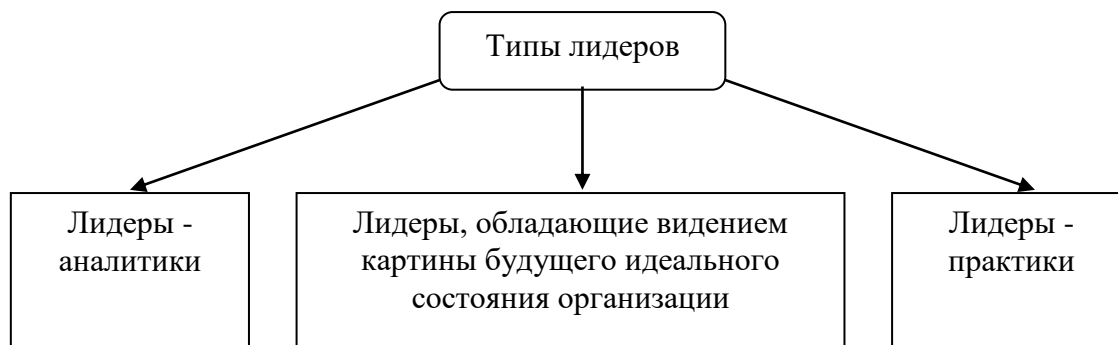 Типы лидеров
Лидеры -
аналитики
Лидеры, обладающие видением
картины будущего идеального
состояния организации
Лидеры -
практики